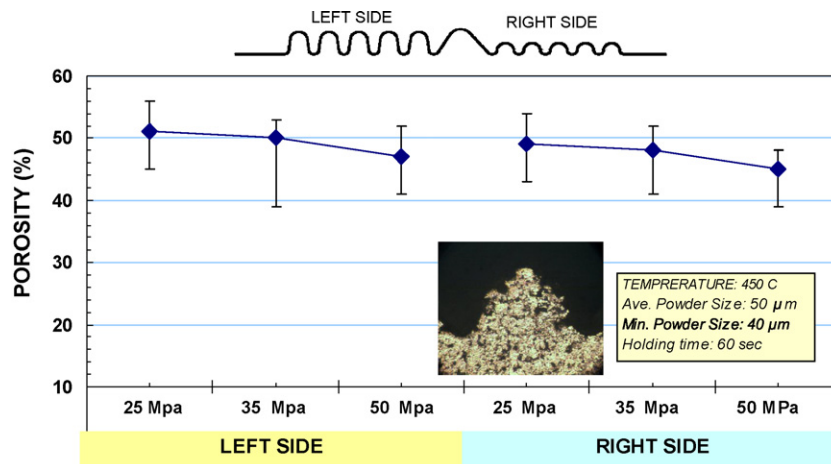 LEFT SIDE
RIGHT SIDE
60
50
40
30
20
10
POROSITY (%)
TEMPRERATURE: 450 C
Ave. Powder Size: 50 µm
Min. Powder Size: 40 µm
Holding time: 60 sec
25 Mpa 35 Mpa 50 Mpa 25 Mpa 35 Mpa 50 MPa
LEFT SIDE RIGHT SIDE